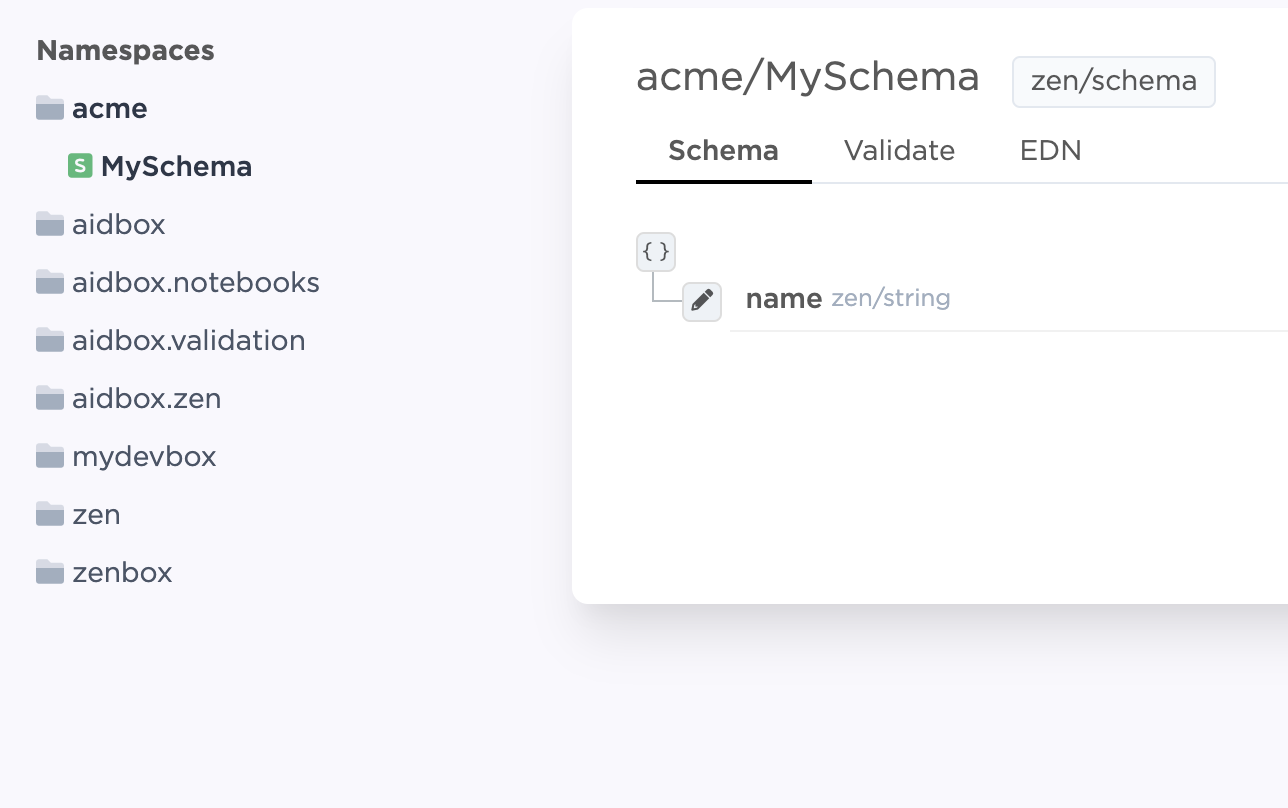 Namespaces
acme
S MySchema
aidbox
aidbox.notebooks
aidbox.validation
aidbox.zen
mydevbox
zen
zenbox
acme/MySchema zen/schema
Schema Validate EDN
{ }
name zen/string